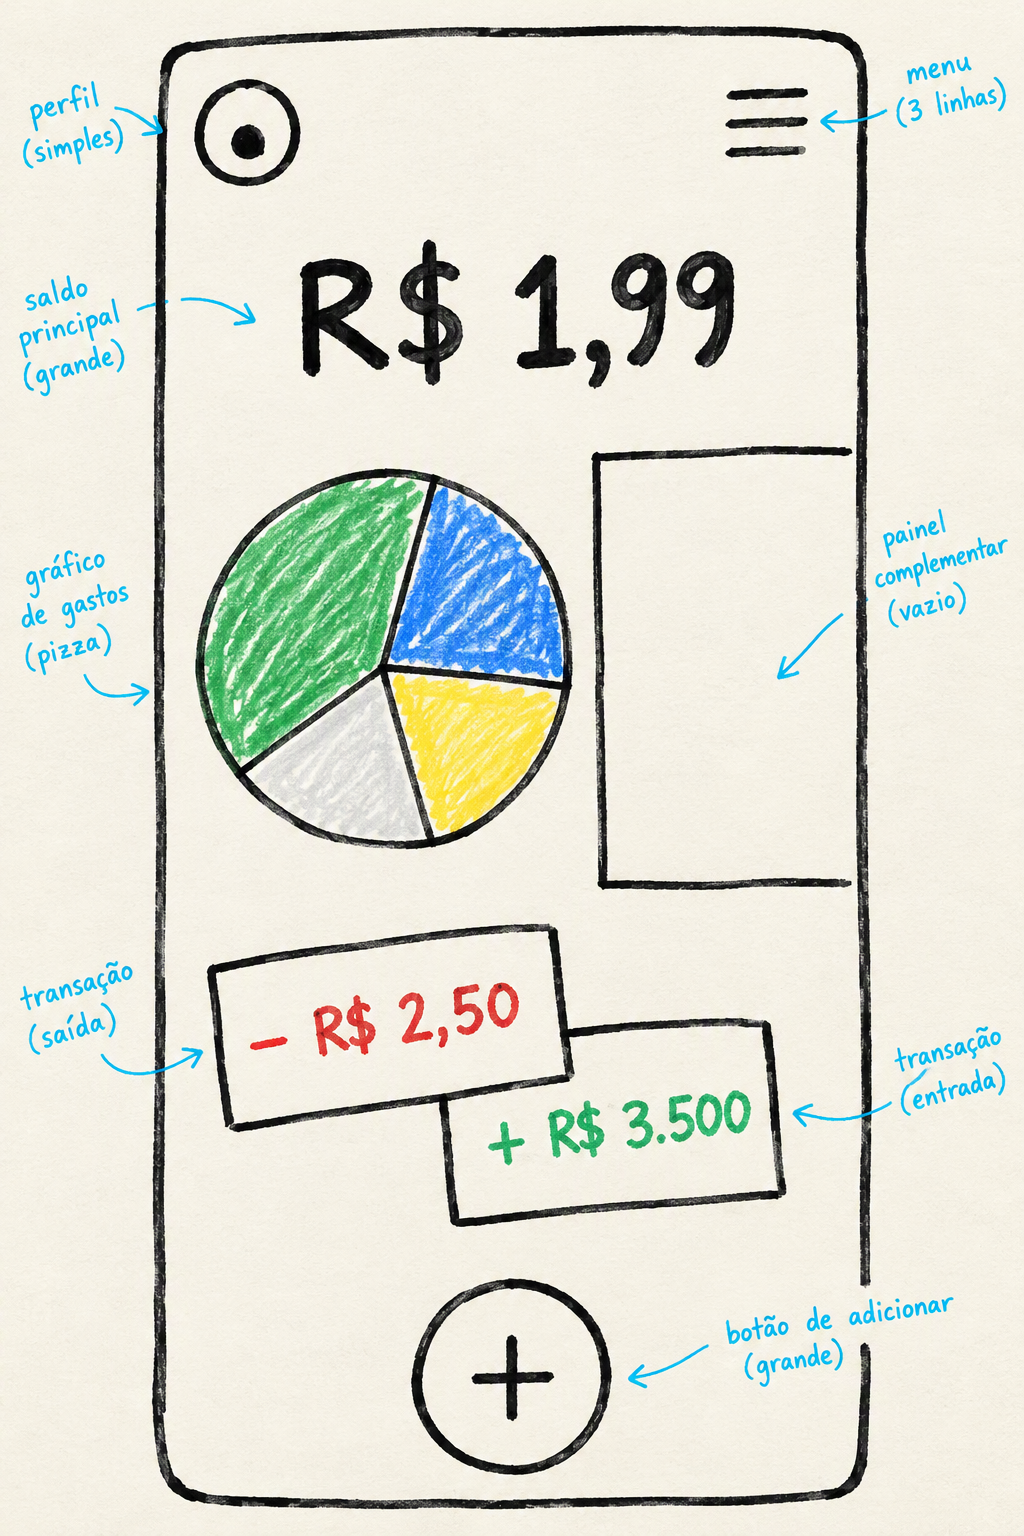 perfil
(simples)
menu
(3 linhas)
saldo
principal
(grande)
R$ 1,99
gráfico
de gastos
(pizza)
painel
complementar
(vazio)
transação
(saída)
- R$ 2,50
transação
(entrada)
+ R$ 3.500
botão de adicionar
(grande)
+